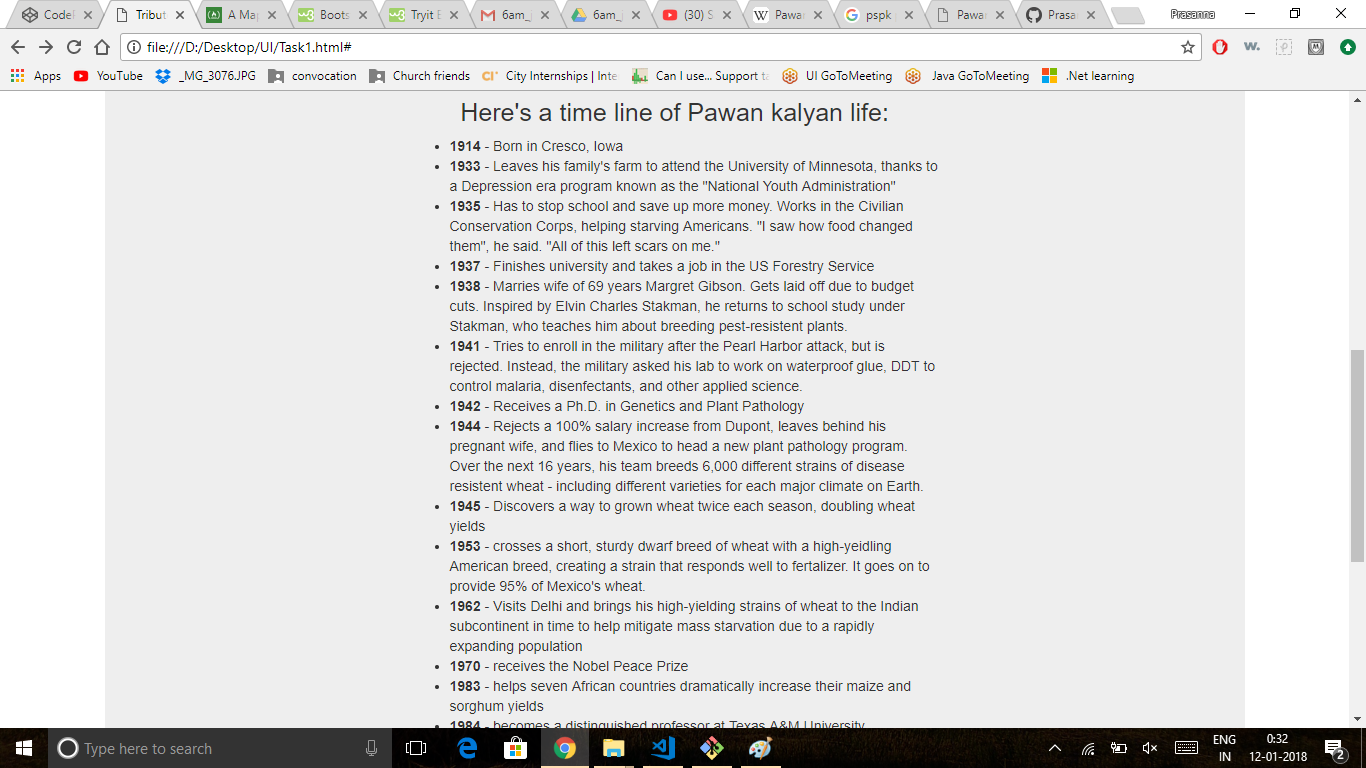 CodeP
Tribut
A Map
Boots
Tryit E
6am_
6am_
(30) S
Pawan
pspk
Pawan
Prasa
Prasanna
file:///D:/Desktop/UI/Task1.html#
Apps
YouTube
_MG_3076.JPG
convocation
Church friends
City Internships | Inte
Can I use... Support ta
UI GoToMeeting
Java GoToMeeting
.Net learning
Here's a time line of Pawan kalyan life:
1914 - Born in Cresco, Iowa
1933 - Leaves his family's farm to attend the University of Minnesota, thanks to
a Depression era program known as the "National Youth Administration"
1935 - Has to stop school and save up more money. Works in the Civilian
Conservation Corps, helping starving Americans. "I saw how food changed
them", he said. "All of this left scars on me."
1937 - Finishes university and takes a job in the US Forestry Service
1938 - Marries wife of 69 years Margret Gibson. Gets laid off due to budget
cuts. Inspired by Elvin Charles Stakman, he returns to school study under
Stakman, who teaches him about breeding pest-resistent plants.
1941 - Tries to enroll in the military after the Pearl Harbor attack, but is
rejected. Instead, the military asked his lab to work on waterproof glue, DDT to
control malaria, disenfectants, and other applied science.
1942 - Receives a Ph.D. in Genetics and Plant Pathology
1944 - Rejects a 100% salary increase from Dupont, leaves behind his
pregnant wife, and flies to Mexico to head a new plant pathology program.
Over the next 16 years, his team breeds 6,000 different strains of disease
resistent wheat - including different varieties for each major climate on Earth.
1945 - Discovers a way to grown wheat twice each season, doubling wheat
yields
1953 - crosses a short, sturdy dwarf breed of wheat with a high-yeidling
American breed, creating a strain that responds well to fertalizer. It goes on to
provide 95% of Mexico's wheat.
1962 - Visits Delhi and brings his high-yielding strains of wheat to the Indian
subcontinent in time to help mitigate mass starvation due to a rapidly
expanding population
1970 - receives the Nobel Peace Prize
1983 - helps seven African countries dramatically increase their maize and
sorghum yields
1984 - becomes a distinguished professor at Texas A&M University
Type here to search
ENG
IN
0:32
12-01-2018
2